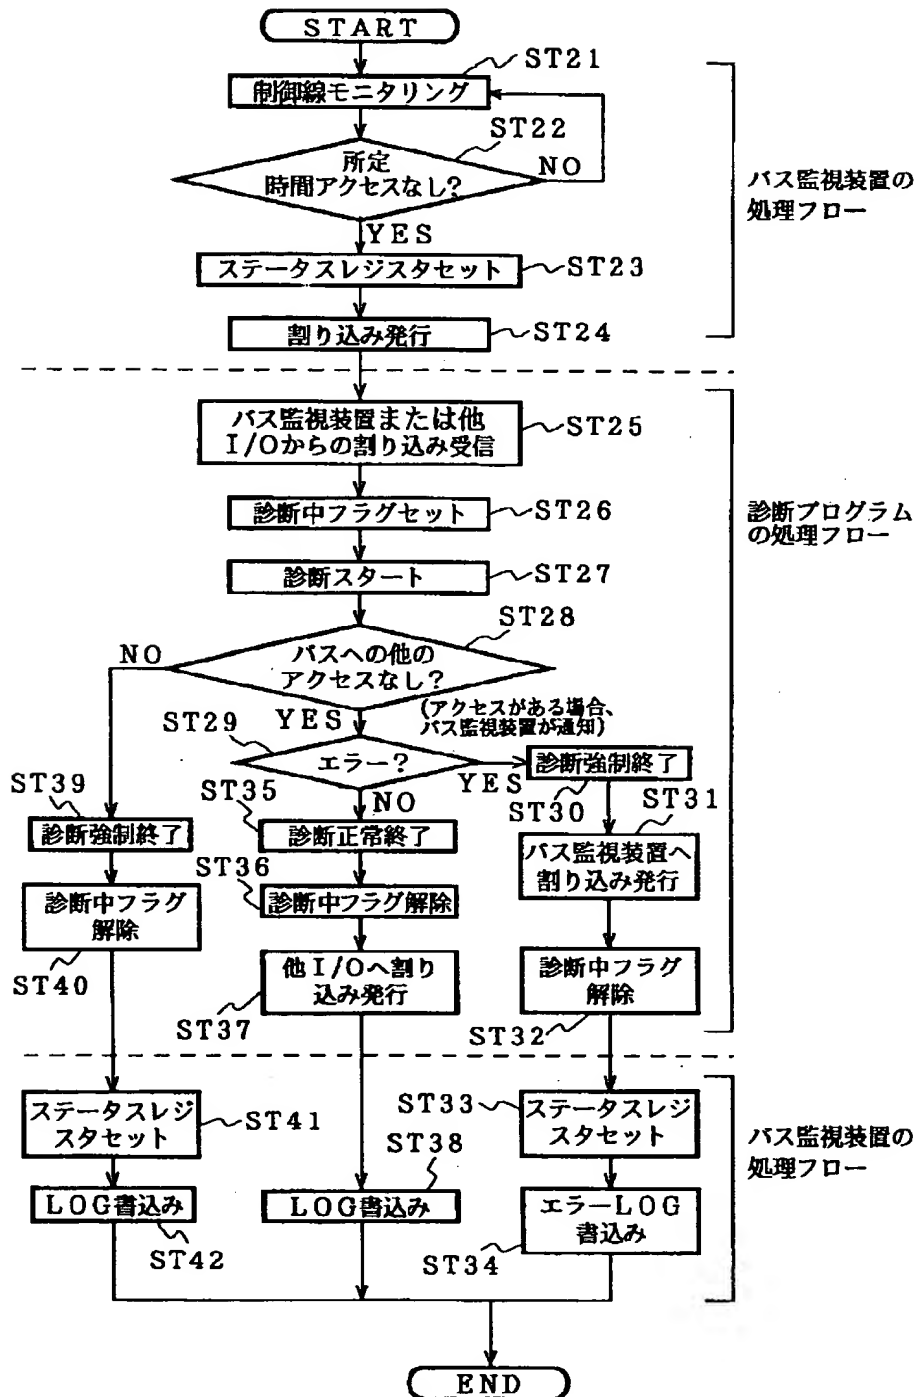 START
ST21
制御線モニタリング
ST22
所定
時間アクセスなし?
NO
YES
ステータスレジスタセット
ST23
割り込み発行
ST24
バス監視装置の
処理フロー
バス監視装置または他
I/Oからの割り込み受信
ST25
診断中フラグセット
ST26
診断スタート
ST27
診断プログラム
の処理フロー
ST28
バスへの他の
アクセスなし?
NO
YES
(アクセスがある場合、
バス監視装置が通知)
ST29
エラー?
YES
NO
診断強制終了
ST30
ST31
バス監視装置へ
割り込み発行
診断中フラグ
解除
ST32
ST35
診断正常終了
ST36
診断中フラグ解除
他I/Oへ割り
込み発行
ST37
ST39
診断強制終了
診断中フラグ
解除
ST40
ステータスレジ
スタセット
ST41
LOG書込み
ST42
ST38
LOG書込み
ST33
ステータスレジ
スタセット
エラーLOG
書込み
ST34
バス監視装置の
処理フロー
END